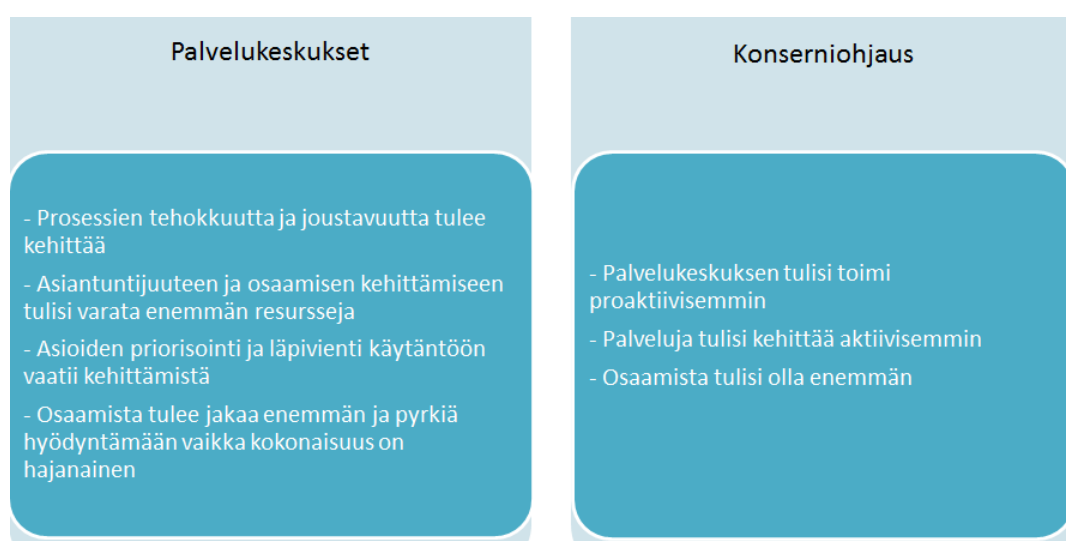 Palvelukeskukset
- Prosessien tehokkuutta ja joustavuutta tulee
kehittää
- Asiantuntijuuteen ja osaamisen kehittämiseen
tulisi varata enemmän resursseja
- Asioiden priorisointi ja läpivienti käytäntöön
vaatii kehittämistä
- Osaamista tulee jakaa enemmän ja pyrkiä
hyödyntämään vaikka kokonaisuus on
hajanainen
Konserniohjaus
- Palvelukeskuksen tulisi toimi
proaktiivisemmin
- Palveluja tulisi kehittää aktiivisemmin
- Osaamista tulisi olla enemmän